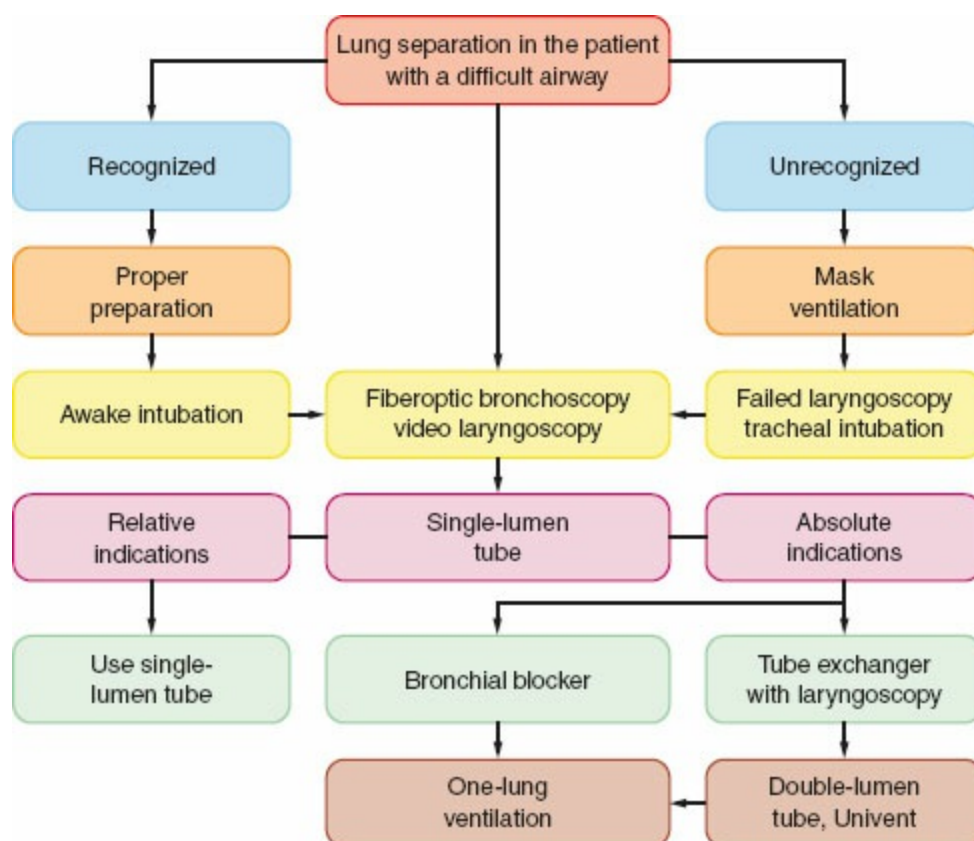 Lung separation in the patient
with a difficult airway
Recognized
Unrecognized
Proper
preparation
Mask
ventilation
Awake intubation
Fiberoptic bronchoscopy
video laryngoscopy
Failed laryngoscopy
tracheal intubation
Relative
indications
Single-lumen
tube
Absolute
indications
Use single-
lumen tube
Bronchial blocker
Tube exchanger
with laryngoscopy
One-lung
ventilation
Double-lumen
tube, Univent